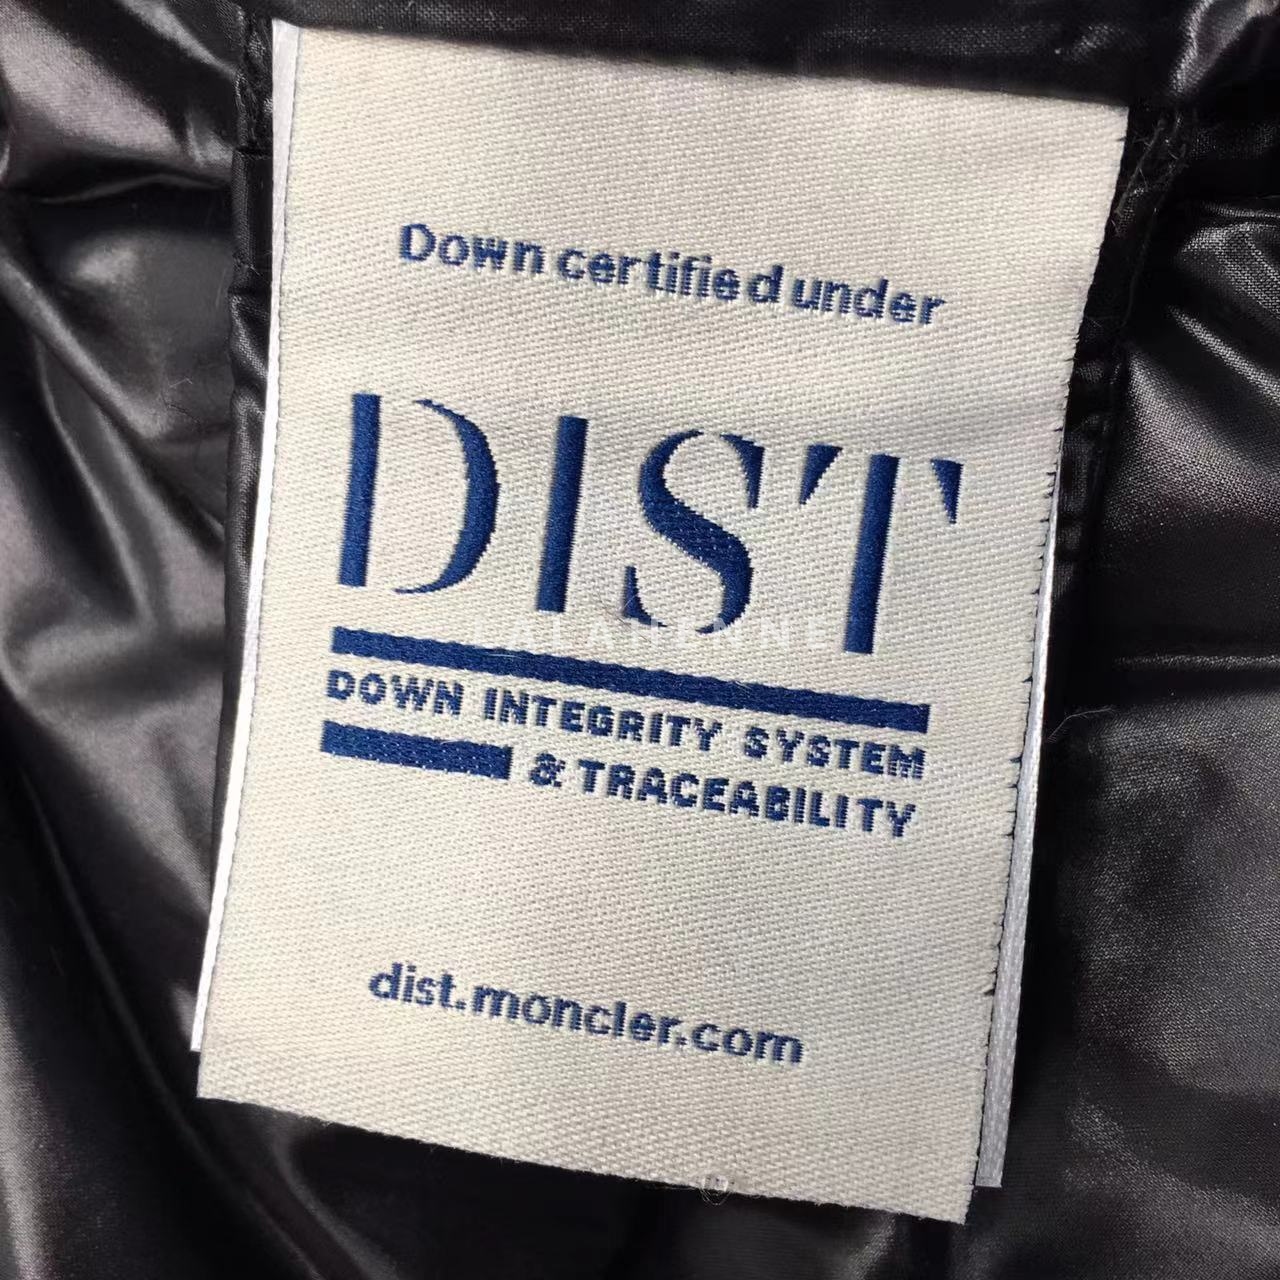 Down certified under
DIST
DOWN INTEGRITY SYSTEM
& TRACEABILITY
dist.moncler.com